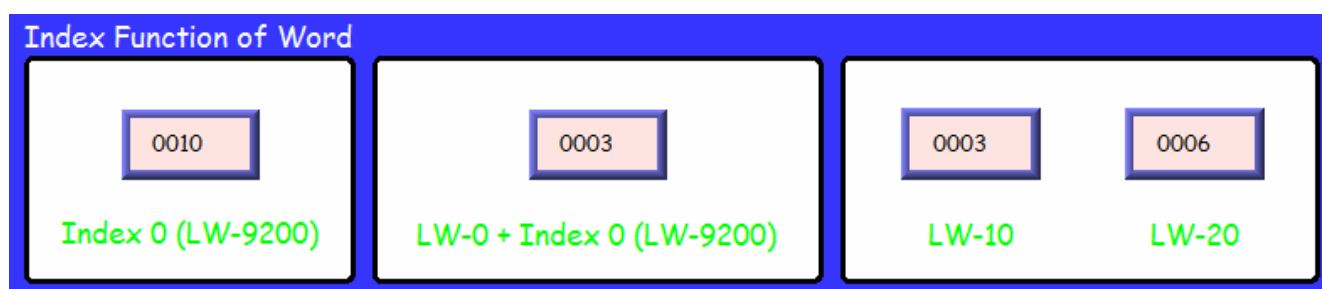 Index Function of Word
0010
Index 0 (LW-9200)
0003
LW-0 + Index 0 (LW-9200)
0003 0006
LW-10 LW-20